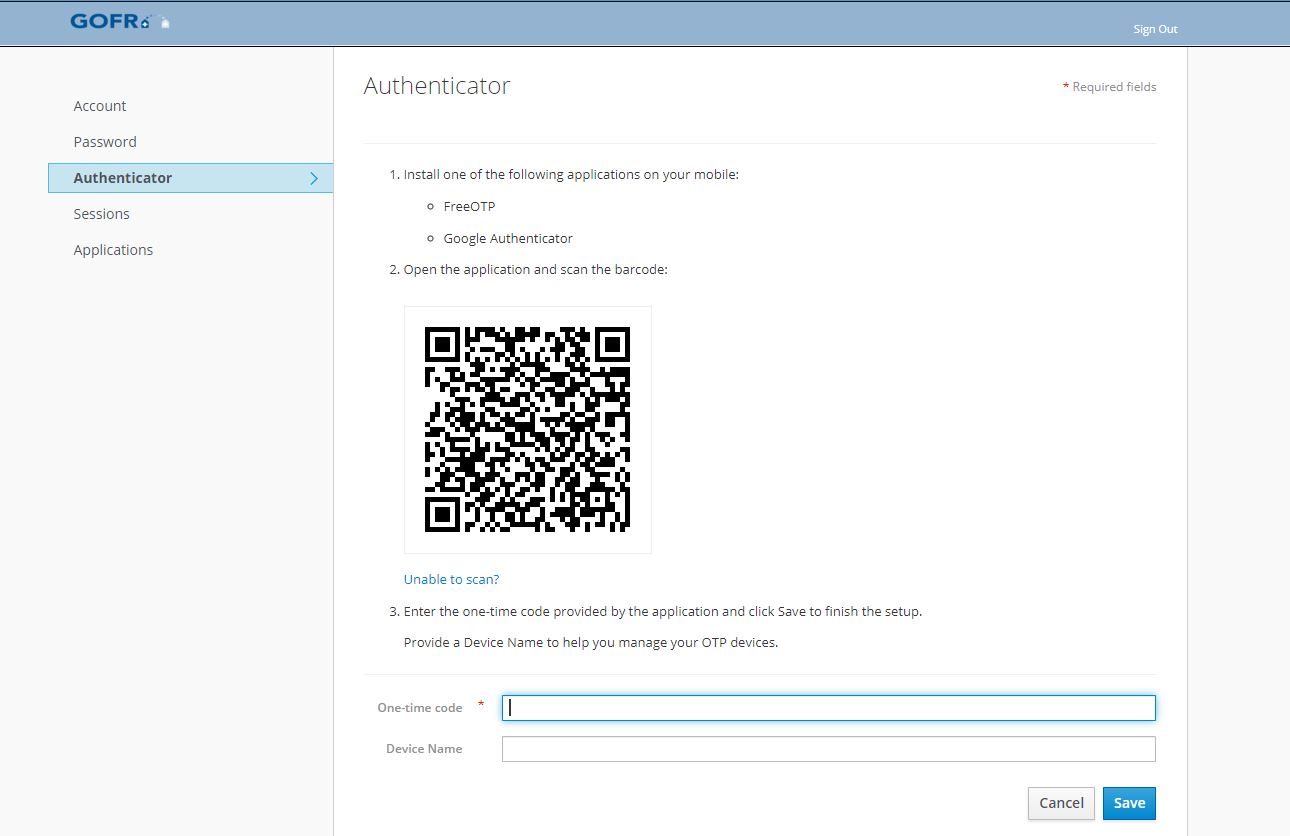 GOFR
Sign Out
Account
Password
Authenticator
Sessions
Applications
Authenticator
* Required fields
1. Install one of the following applications on your mobile:
FreeOTP
Google Authenticator
2. Open the application and scan the barcode:
Unable to scan?
3. Enter the one-time code provided by the application and click Save to finish the setup.
Provide a Device Name to help you manage your OTP devices.
One-time code *
Device Name
Cancel
Save